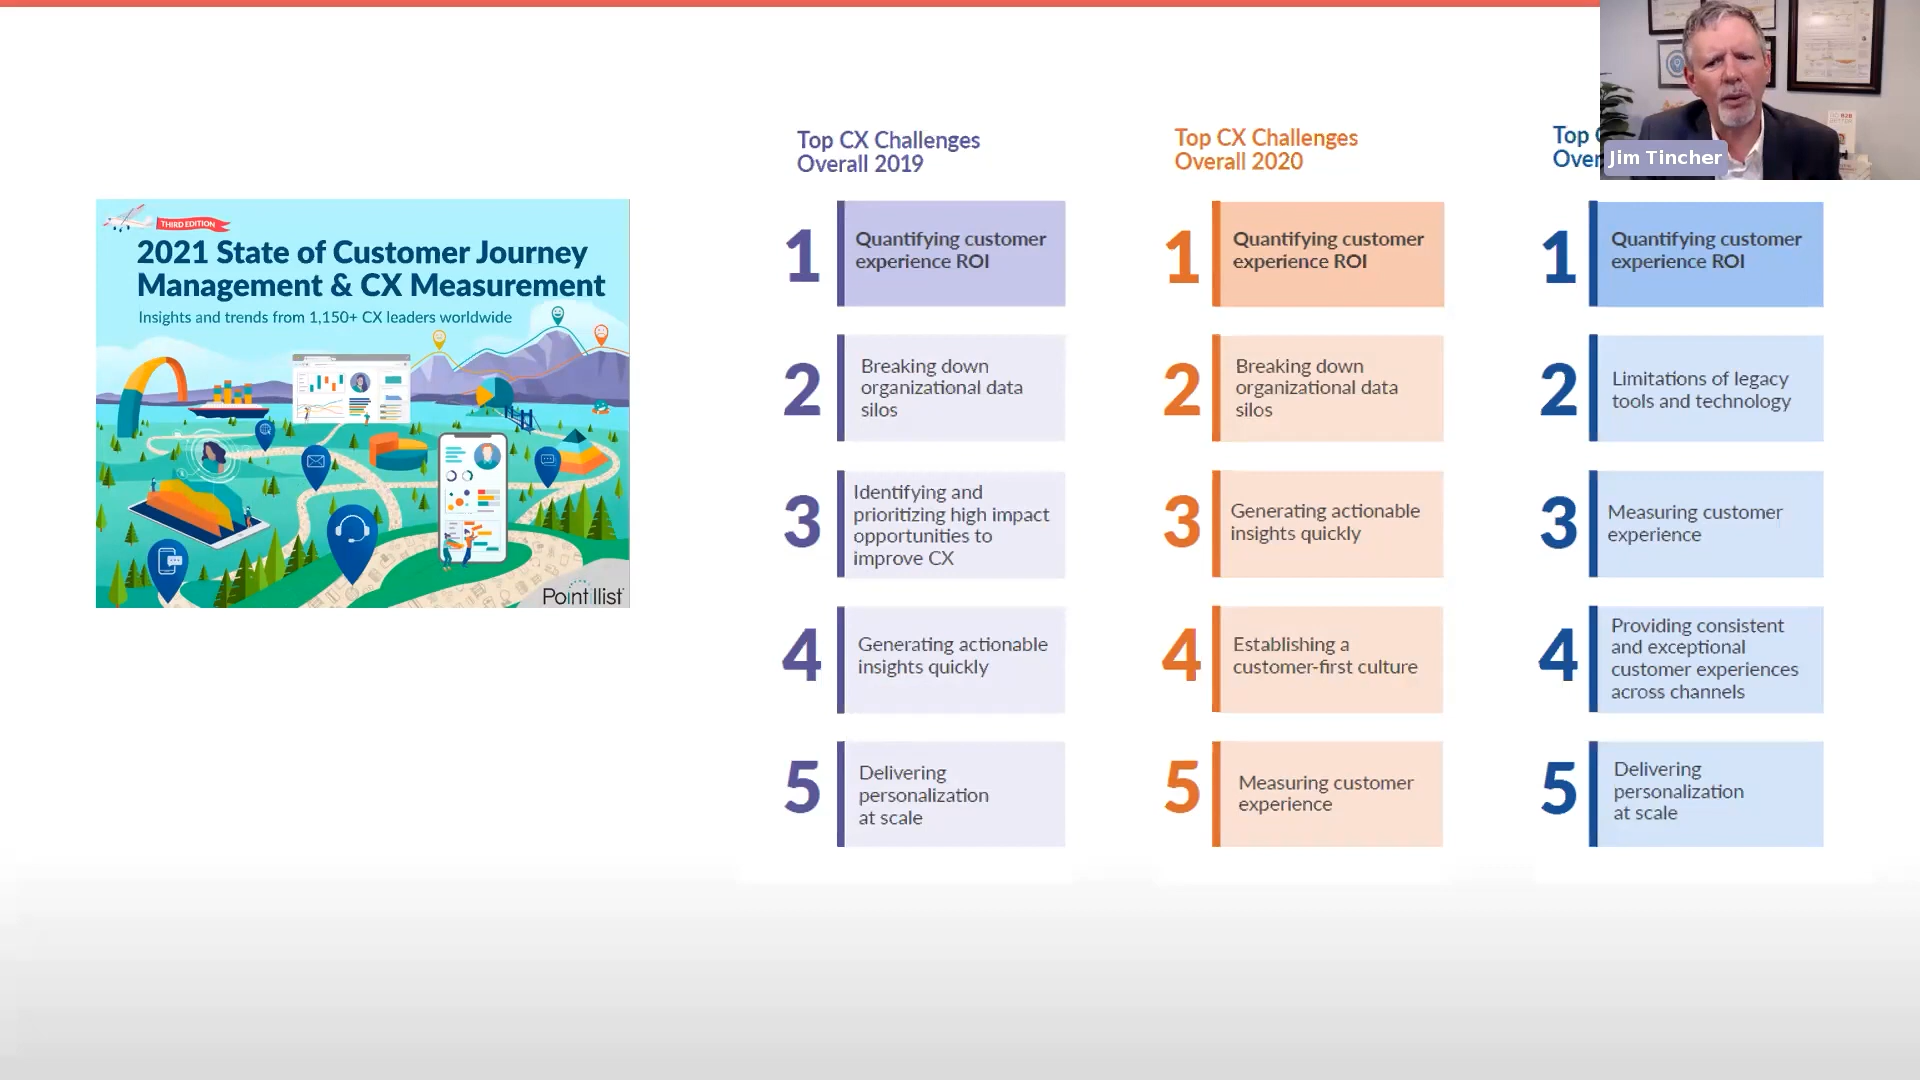 THIRD EDITION
2021 State of Customer Journey
Management & CX Measurement
Insights and trends from 1,150+ CX leaders worldwide
Pointillist
Top CX Challenges
Overall 2019
1
Quantifying customer
experience ROI
2
Breaking down
organizational data
silos
3
Identifying and
prioritizing high impact
opportunities to
improve CX
4
Generating actionable
insights quickly
5
Delivering
personalization
at scale
Top CX Challenges
Overall 2020
1
Quantifying customer
experience ROI
2
Breaking down
organizational data
silos
3
Generating actionable
insights quickly
4
Establishing a
customer-first culture
5
Measuring customer
experience
Top
1
Quantifying customer
experience ROI
2
Limitations of legacy
tools and technology
3
Measuring customer
experience
4
Providing consistent
and exceptional
customer experiences
across channels
5
Delivering
personalization
at scale
Jim Tincher